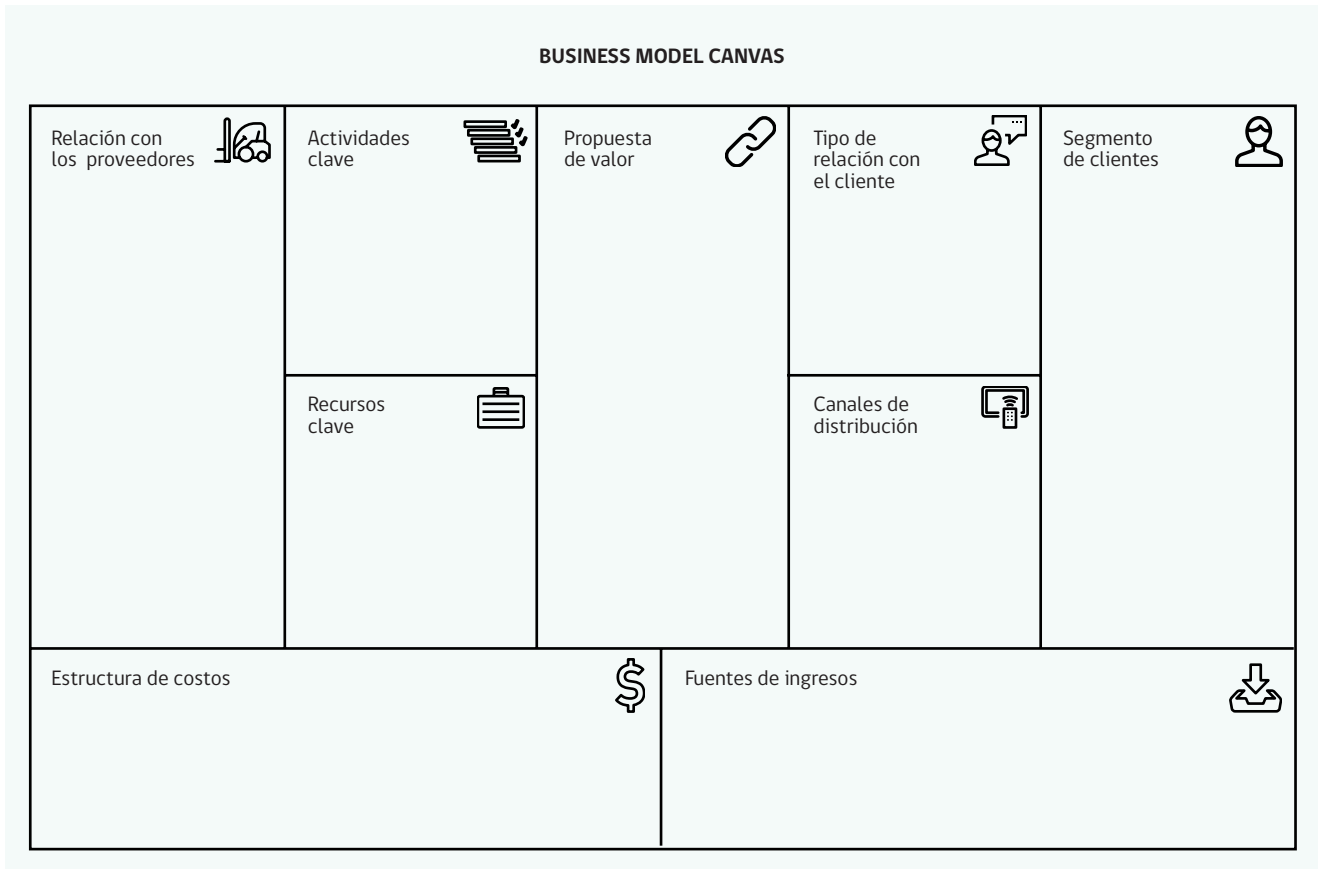 BUSINESS MODEL CANVAS
Relación con
los proveedores
Actividades
clave
Recursos
clave
Propuesta
de valor
Tipo de
relación con
el cliente
Canales de
distribución
Segmento
de clientes
Estructura de costos
Fuentes de ingresos